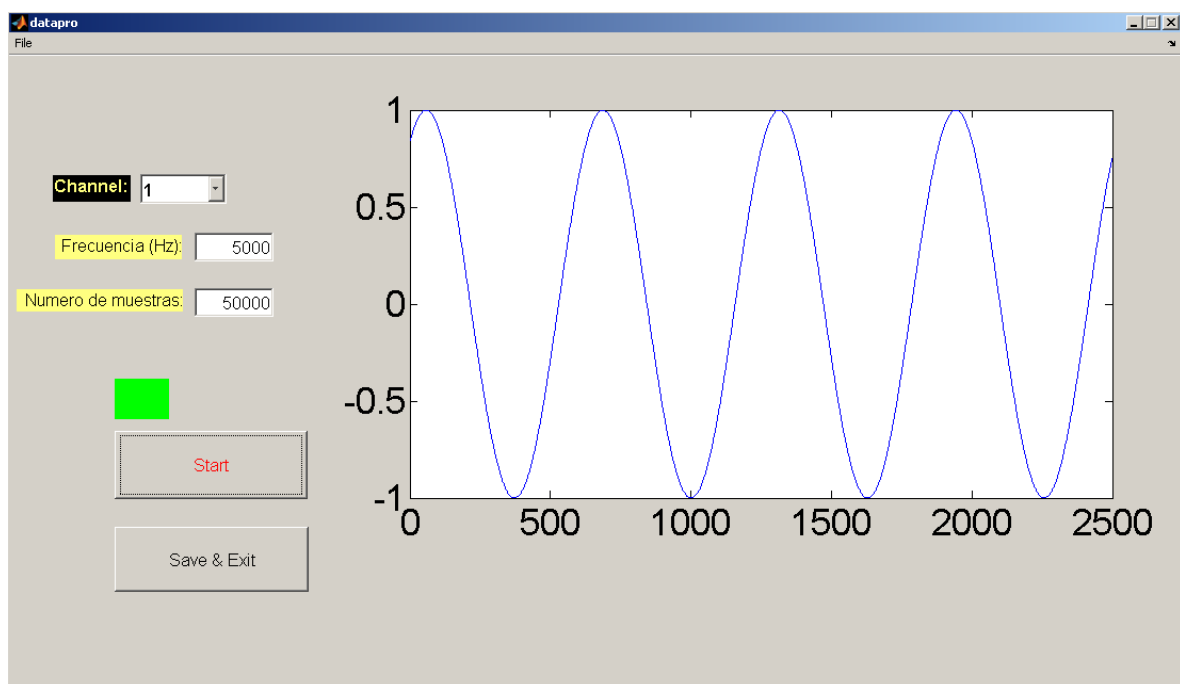 datapro
File
Channel: 1
Frecuencia (Hz): 5000
Numero de muestras: 50000
Start
Save & Exit
1
0.5
0
-0.5
-1
0 500 1000 1500 2000 2500